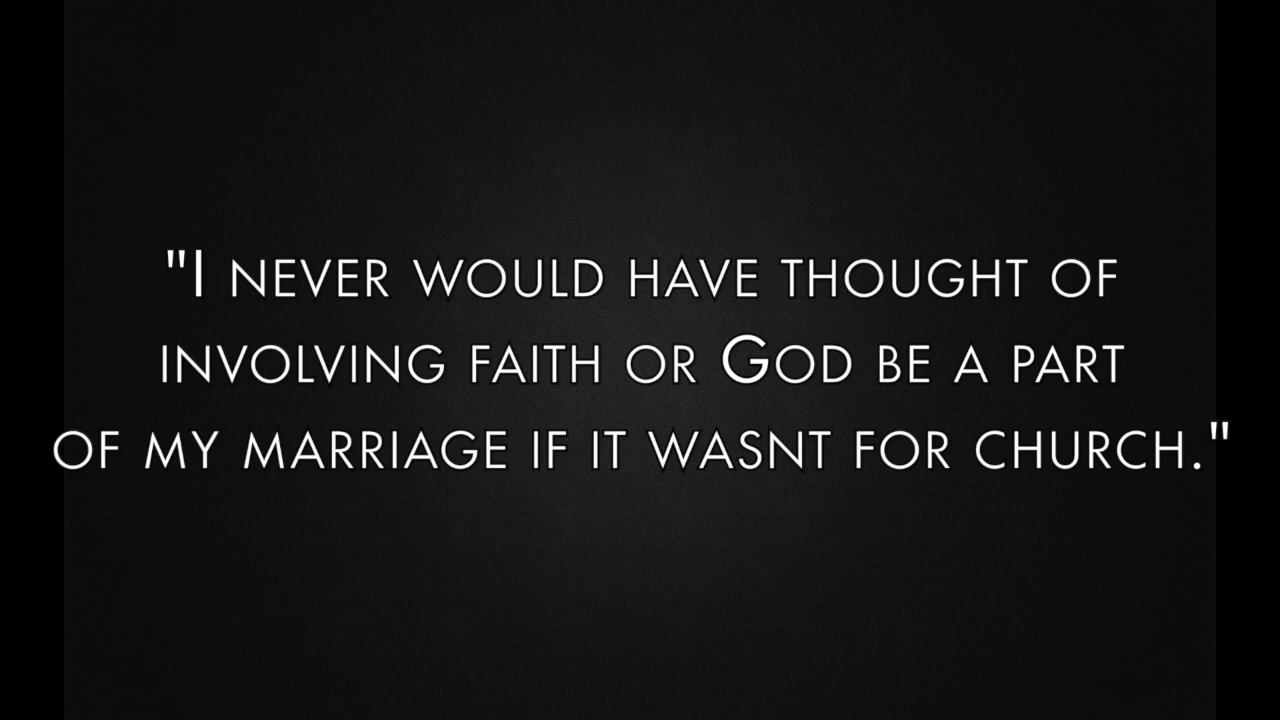 "I NEVER WOULD HAVE THOUGHT OF
INVOLVING FAITH OR GOD BE A PART
OF MY MARRIAGE IF IT WASNT FOR CHURCH."